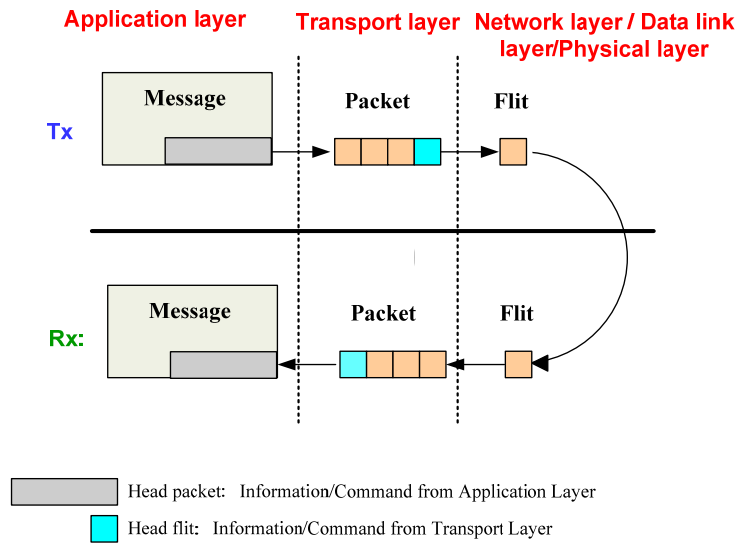 Application layer
Transport layer
Network layer / Data link
layer/Physical layer
Tx
Message
Packet
Flit
Rx:
Message
Packet
Flit
Head packet: Information/Command from Application Layer
Head flit: Information/Command from Transport Layer